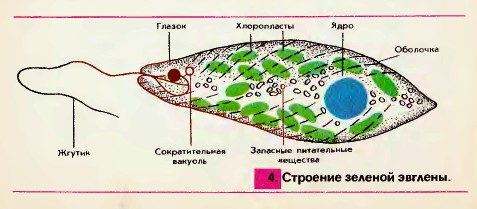 Глазок
Хлоропласты
Ядро
Оболочка
Жгутик
Сократительная
вакуоль
Запасные питательные
вещества
4. Строение зеленой эвглены.